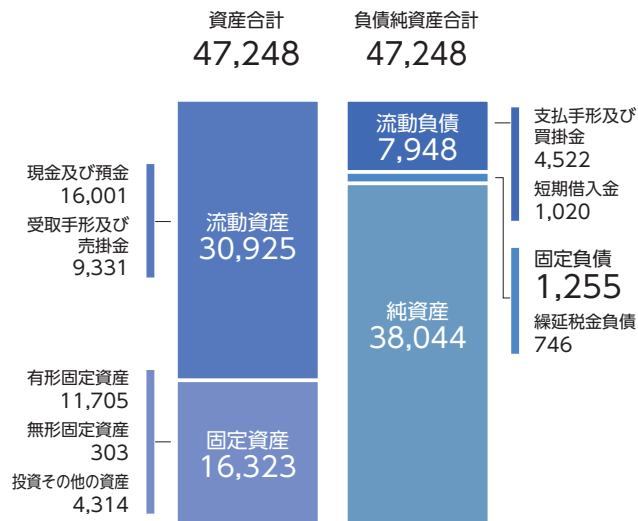 資産合計
47,248
負債純資産合計
47,248
現金及び預金
16,001
受取手形及び
売掛金
9,331
流動資産
30,925
有形固定資産
11,705
無形固定資産
303
投資その他の資産
4,314
固定資産
16,323
流動負債
7,948
支払手形及び
買掛金
4,522
短期借入金
1,020
固定負債
1,255
繰延税金負債
746
純資産
38,044